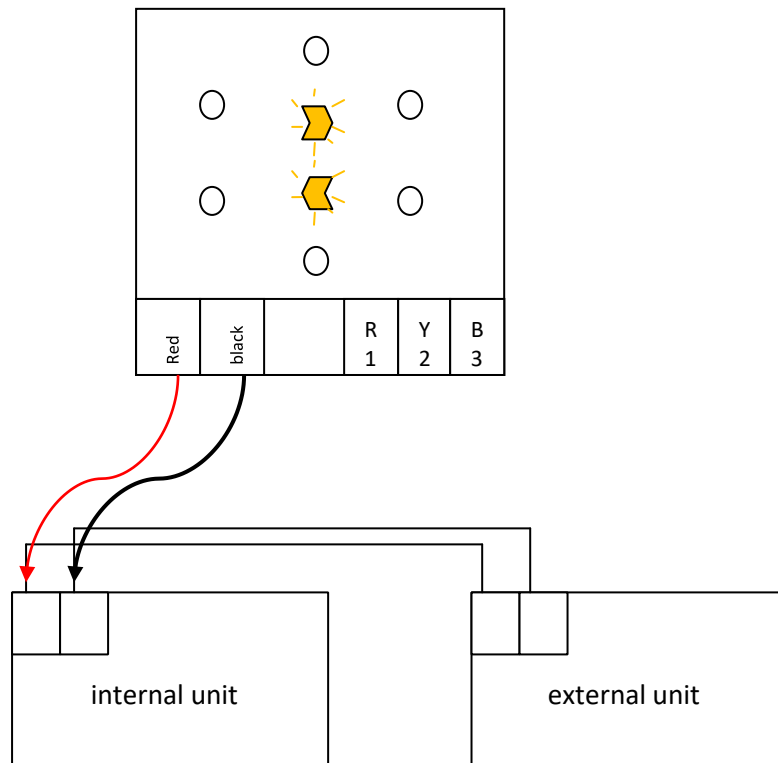 Red
black
R Y B
1 2 3
internal unit
external unit